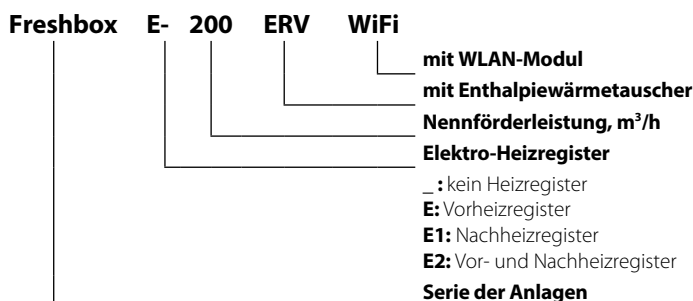 Freshbox E- 200 ERV WiFi
mit WLAN-Modul
mit Enthalpiewärmetauscher
Nennförderleistung, m³/h
Elektro-Heizregister
_ : kein Heizregister
E: Vorheizregister
E1: Nachheizregister
E2: Vor- und Nachheizregister
Serie der Anlagen